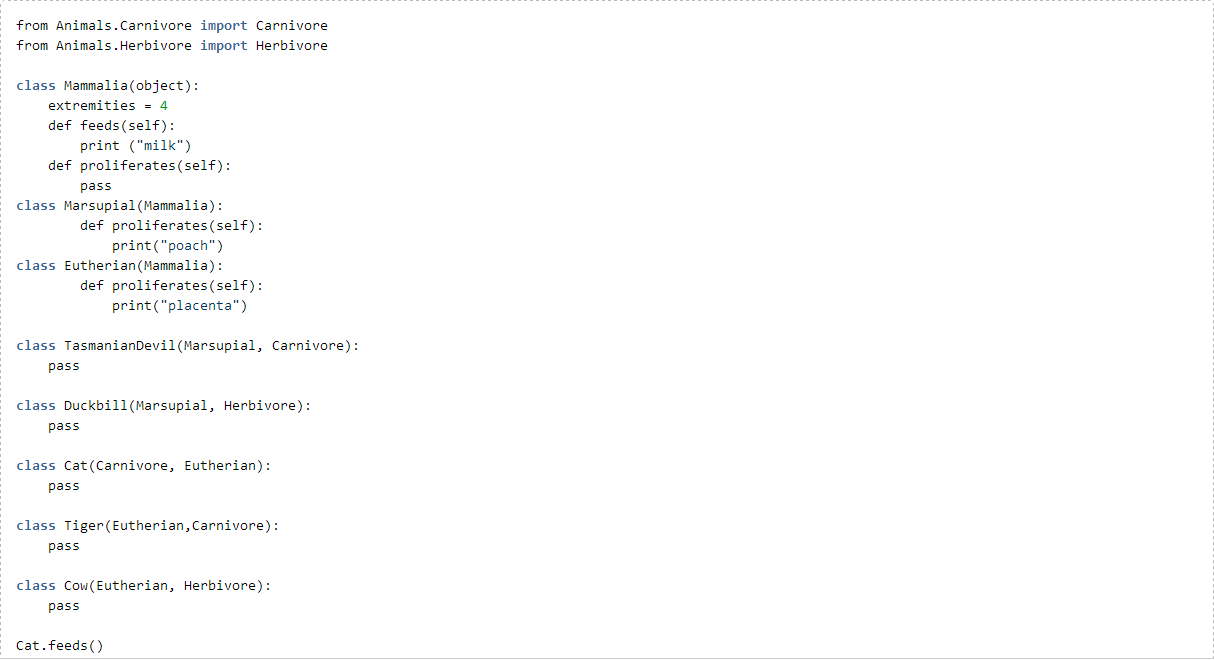 from Animals.Carnivore import Carnivore
from Animals.Herbivore import Herbivore

class Mammalia(object):
    extremities = 4
    def feeds(self):
        print ("milk")
    def proliferates(self):
        pass
class Marsupial(Mammalia):
        def proliferates(self):
            print("poach")
class Eutherian(Mammalia):
        def proliferates(self):
            print("placenta")

class TasmanianDevil(Marsupial, Carnivore):
    pass

class Duckbill(Marsupial, Herbivore):
    pass

class Cat(Carnivore, Eutherian):
    pass

class Tiger(Eutherian,Carnivore):
    pass

class Cow(Eutherian, Herbivore):
    pass

Cat.feeds()